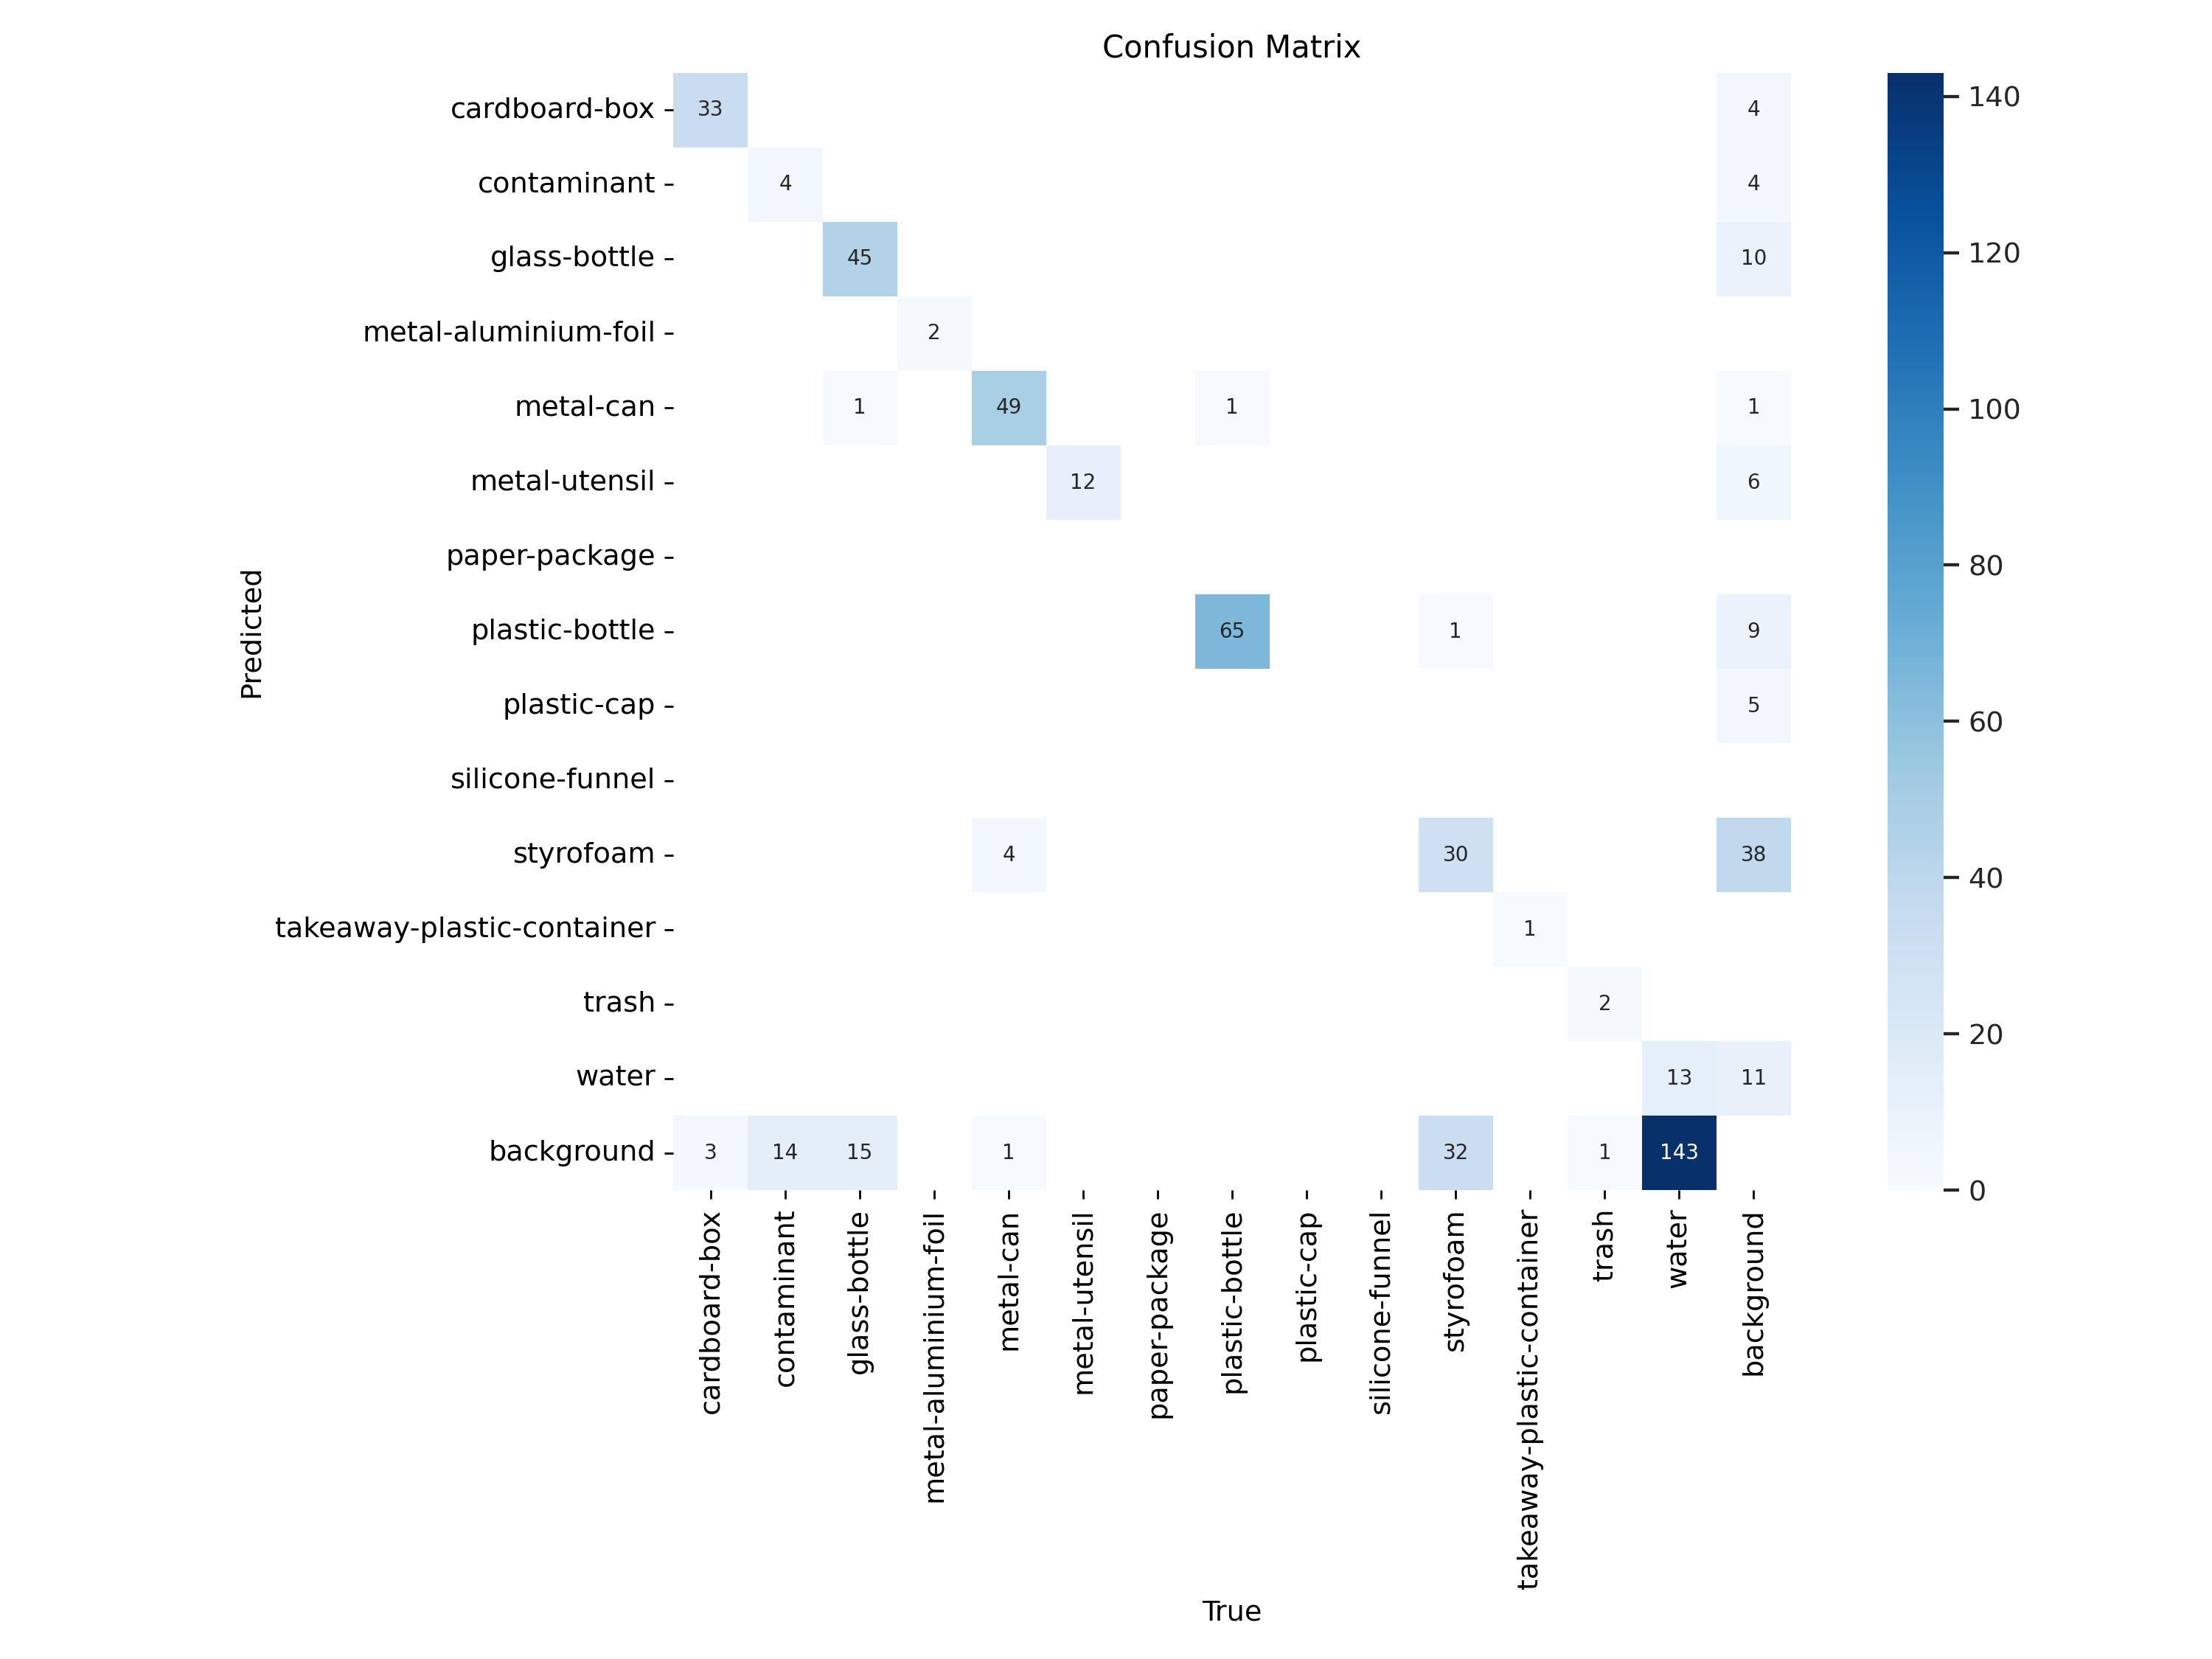 Confusion Matrix
cardboard-box 33 4
contaminant 4 4
glass-bottle 45 10
metal-aluminium-foil 2
metal-can 1 49 1 1
metal-utensil 12 6
paper-package
plastic-bottle 65 1 9
plastic-cap 5
silicone-funnel
styrofoam 4 30 38
takeaway-plastic-container 1
trash 2
water 13 11
background 3 14 15 1 32 1 143
Predicted
cardboard-box
contaminant
glass-bottle
metal-aluminium-foil
metal-can
metal-utensil
paper-package
plastic-bottle
plastic-cap
silicone-funnel
styrofoam
takeaway-plastic-container
trash
water
background
True
140
120
100
80
60
40
20
0